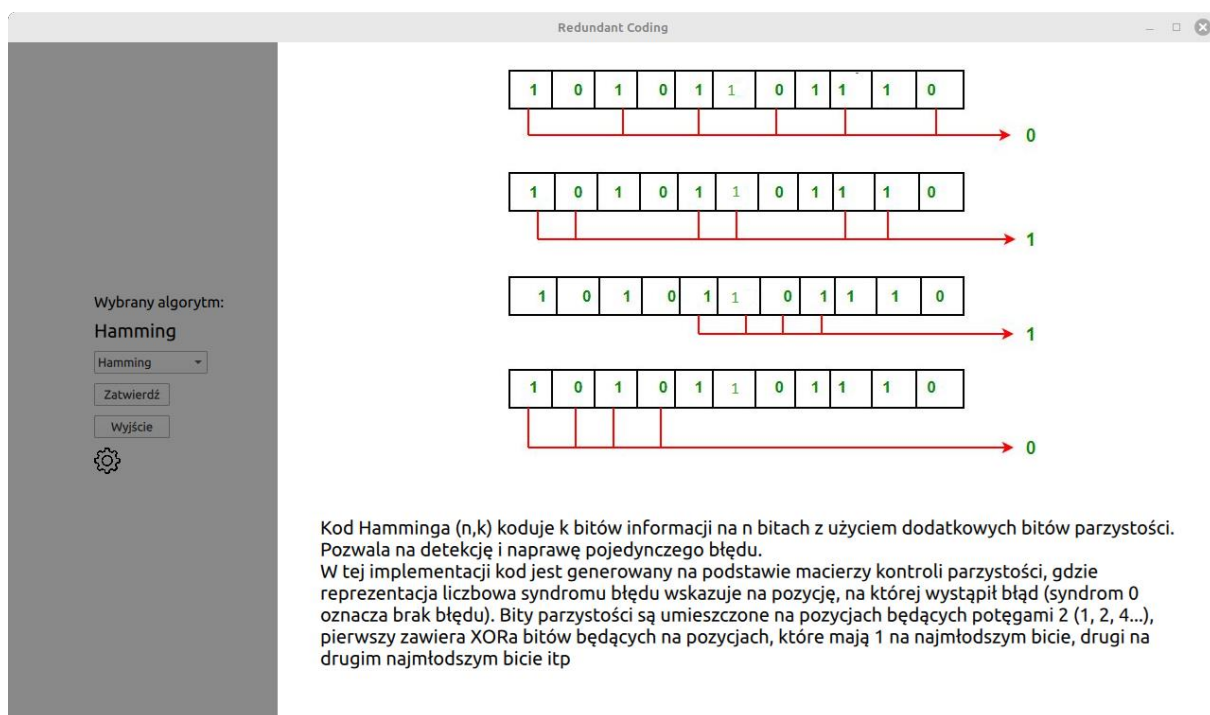 Redundant Coding
1 0 1 0 1 1 0 1 1 1 0
0
1 0 1 0 1 1 0 1 1 1 0
1
Wybrany algorytm:
1 0 1 0 1 1 0 1 1 1 0
Hamming
1
Hamming
1 0 1 0 1 1 0 1 1 1 0
Zatwierdź
Wyjście
0
Kod Hamminga (n,k) koduje k bitów informacji na n bitach z użyciem dodatkowych bitów parzystości.
Pozwala na detekcję i naprawę pojedynczego błędu.
W tej implementacji kod jest generowany na podstawie macierzy kontroli parzystości, gdzie
reprezentacja liczbowa syndromu błędu wskazuje na pozycję, na której wystąpił błąd (syndrom 0
oznacza brak błędu). Bity parzystości są umieszczone na pozycjach będących potęgami 2 (1, 2, 4...),
pierwszy zawiera XORa bitów będących na pozycjach, które mają 1 na najmłodszym bicie, drugi na
drugim najmłodszym bicie itp